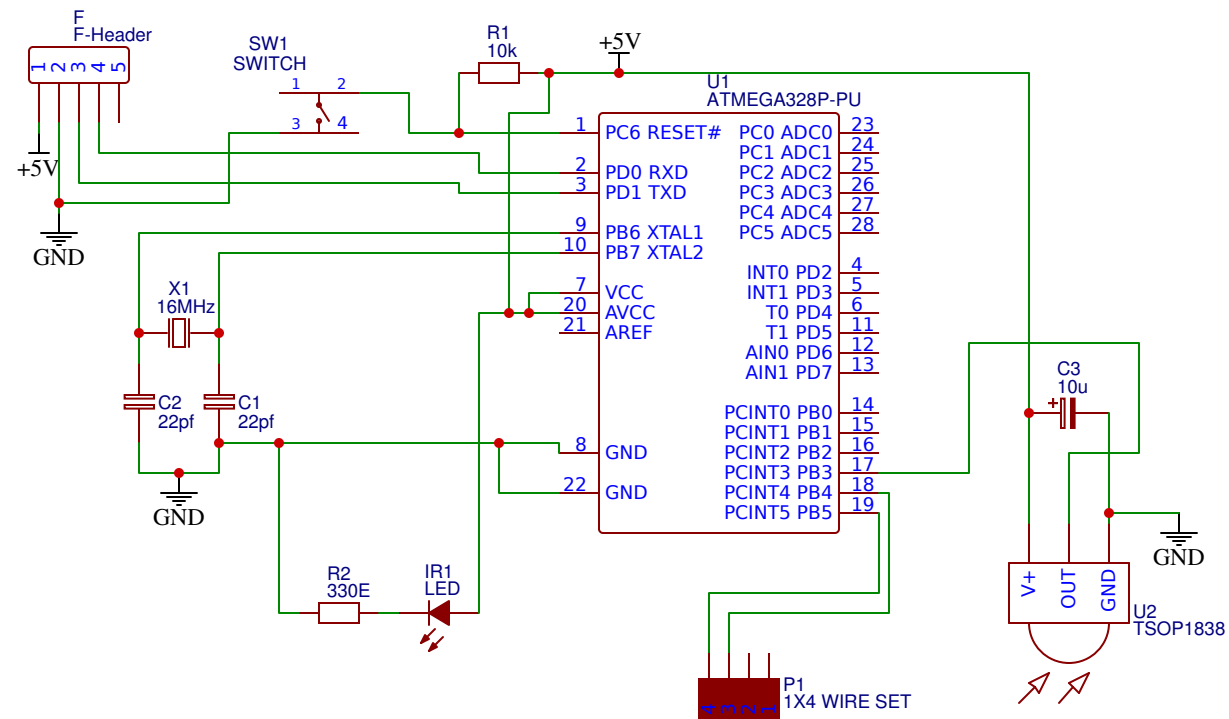 F
F-Header
1 2 3 4 5
+5V
GND
SW1
SWITCH
1 2
3 4
R1
10k
+5V
U1
ATMEGA328P-PU
1 PC6 RESET# PC0 ADC0 23
PC1 ADC1 24
2 PD0 RXD PC2 ADC2 25
3 PD1 TXD PC3 ADC3 26
PC4 ADC4 27
9 PB6 XTAL1 PC5 ADC5 28
10 PB7 XTAL2
INT0 PD2 4
7 VCC INT1 PD3 5
20 AVCC T0 PD4 6
21 AREF T1 PD5 11
AIN0 PD6 12
AIN1 PD7 13
PCINT0 PB0 14
PCINT1 PB1 15
8 GND PCINT2 PB2 16
PCINT3 PB3 17
22 GND PCINT4 PB4 18
PCINT5 PB5 19
X1
16MHz
C2
22pf
C1
22pf
GND
R2
330E
IR1
LED
C3
10u
+
GND
V+ OUT GND
U2
TSOP1838
P1
1X4 WIRE SET
4 3 2 1